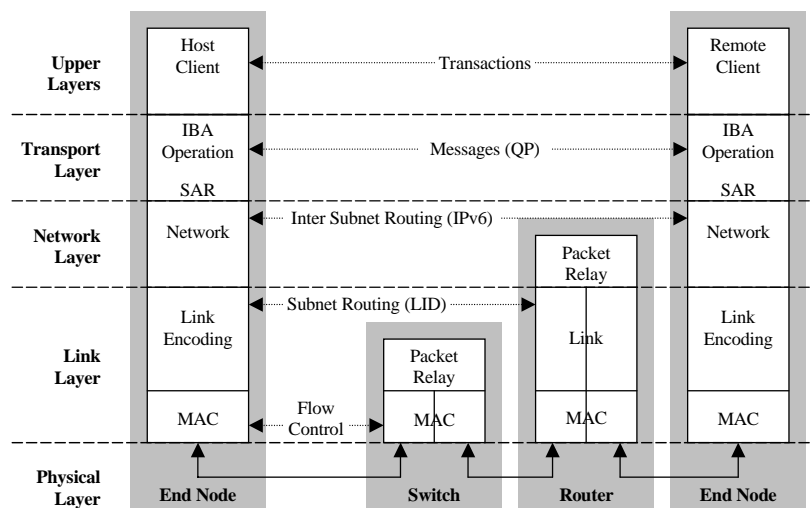 Upper
Layers
Host
Client
Transactions
Remote
Client
Transport
Layer
IBA
Operation
SAR
Messages (QP)
IBA
Operation
SAR
Network
Layer
Network
Inter Subnet Routing (IPv6)
Packet
Relay
Network
Link
Layer
Link
Encoding
Subnet Routing (LID)
Packet
Relay
Link
Link
Encoding
MAC
Flow
Control
MAC
MAC
MAC
Physical
Layer
End Node
Switch
Router
End Node